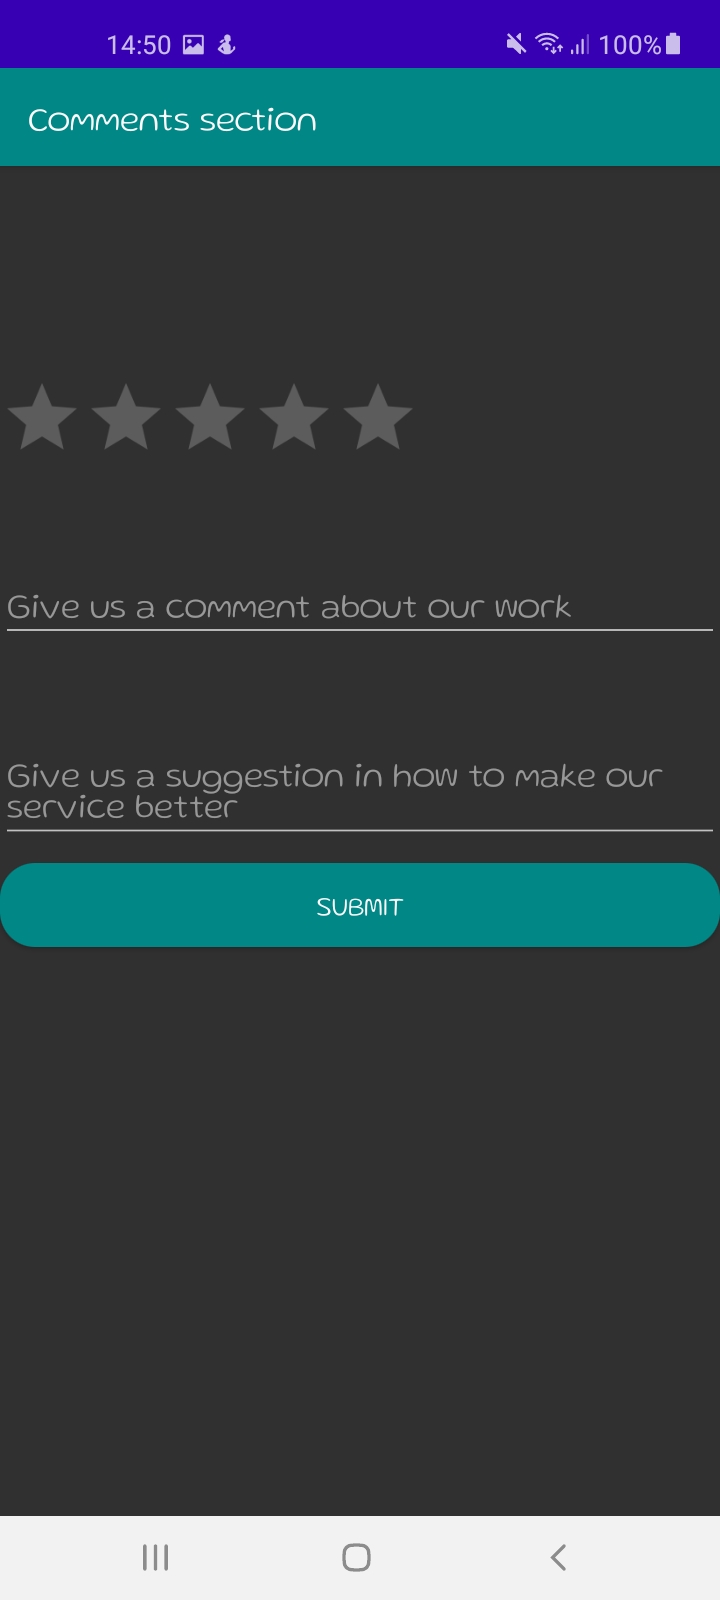 14:50 100%
Comments section
Give us a comment about our work
Give us a suggestion in how to make our
service better
SUBMIT